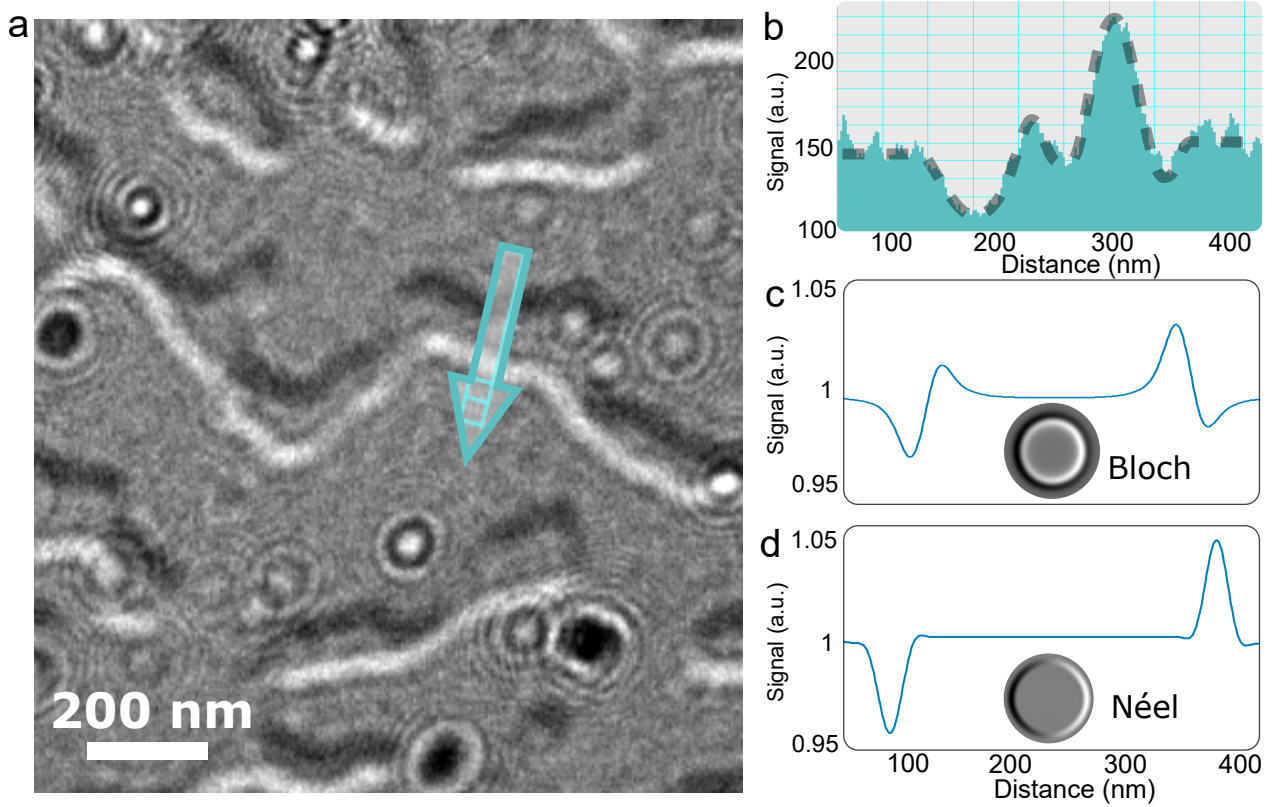 a
200 nm
b
Signal (a.u.)
200
150
100
100 200 300 400
Distance (nm)
c
Signal (a.u.)
1.05
1
0.95
Bloch
d
Signal (a.u.)
1.05
1
0.95
Néel
100 200 300 400
Distance (nm)